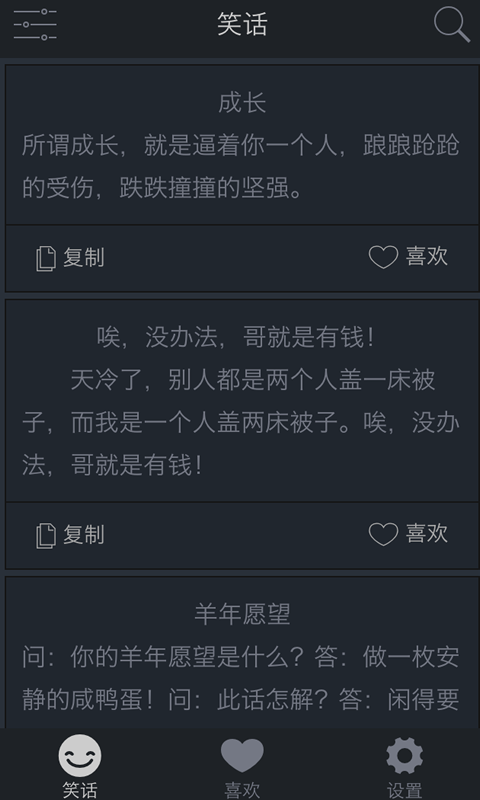 笑话
成长
所谓成长，就是逼着你一个人，踉踉跄跄
的受伤，跌跌撞撞的坚强。
复制
喜欢
唉，没办法，哥就是有钱！
天冷了，别人都是两个人盖一床被
子，而我是一个人盖两床被子。唉，没办
法，哥就是有钱！
复制
喜欢
羊年愿望
问：你的羊年愿望是什么？答：做一枚安
静的咸鸭蛋！问：此话怎解？答：闲得要
笑话
喜欢
设置